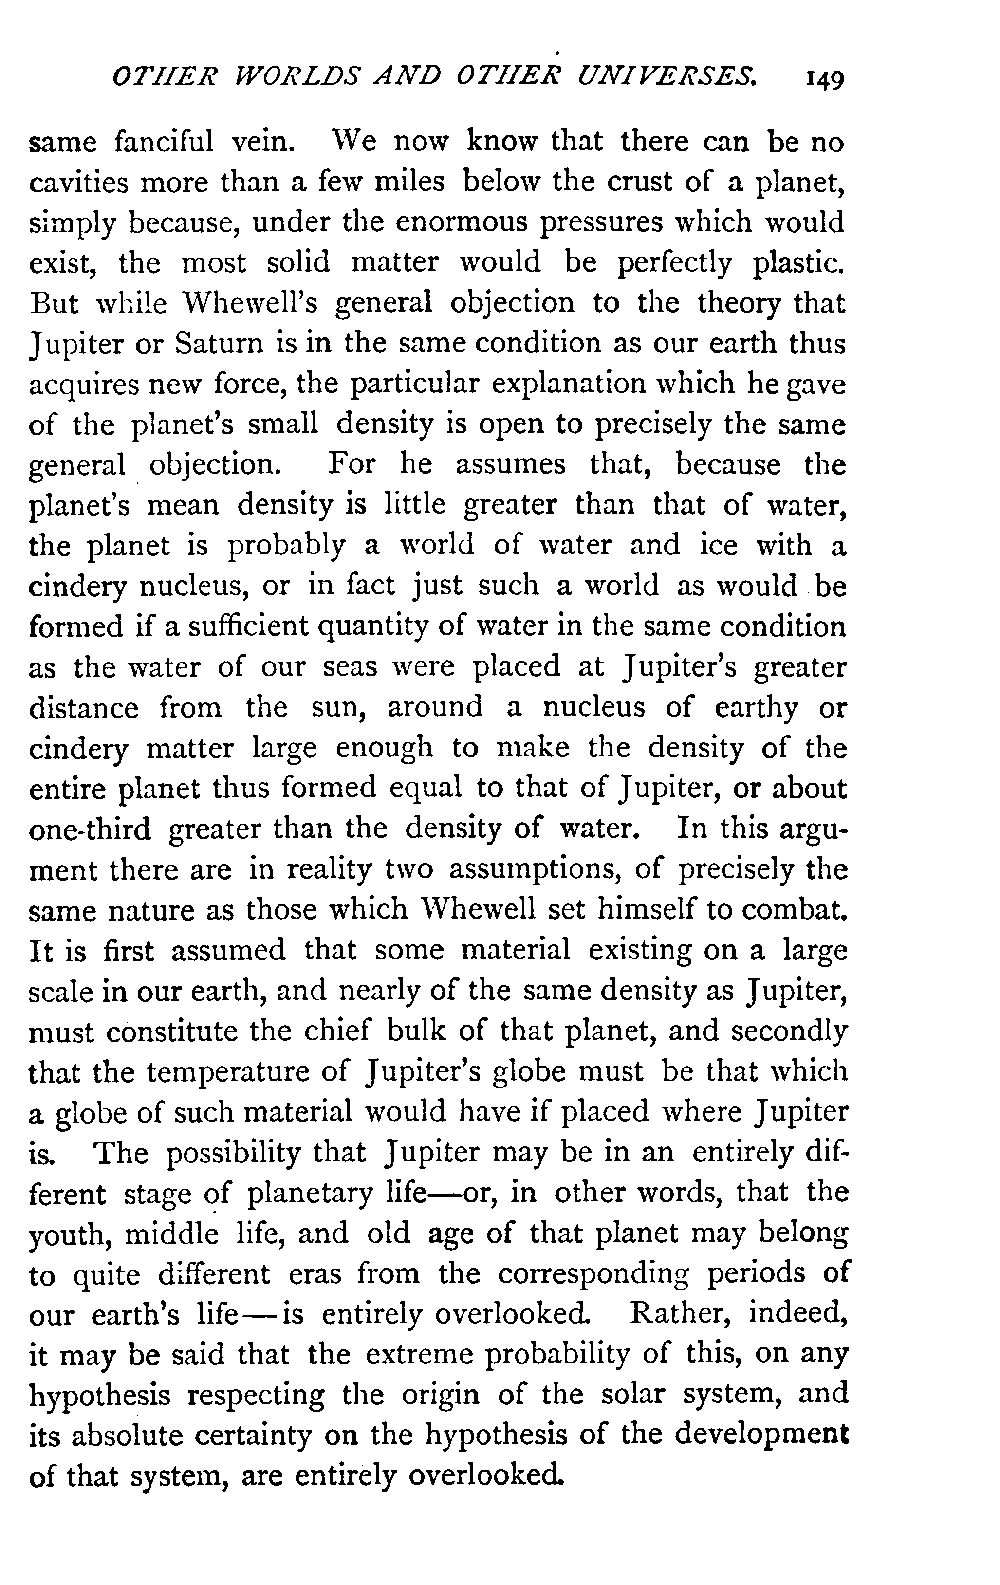 OTHER WORLDS AND OTHER UNIVERSES. 149
same fanciful vein. We now know that there can be no
cavities more than a few miles below the crust of a planet,
simply because, under the enormous pressures which would
exist, the most solid matter would be perfectly plastic.
But while Whewell's general objection to the theory that
Jupiter or Saturn is in the same condition as our earth thus
acquires new force, the particular explanation which he gave
of the planet's small density is open to precisely the same
general objection. For he assumes that, because the
planet's mean density is little greater than that of water,
the planet is probably a world of water and ice with a
cindery nucleus, or in fact just such a world as would be
formed if a sufficient quantity of water in the same condition
as the water of our seas were placed at Jupiter's greater
distance from the sun, around a nucleus of earthy or
cindery matter large enough to make the density of the
entire planet thus formed equal to that of Jupiter, or about
one-third greater than the density of water. In this argu-
ment there are in reality two assumptions, of precisely the
same nature as those which Whewell set himself to combat.
It is first assumed that some material existing on a large
scale in our earth, and nearly of the same density as Jupiter,
must constitute the chief bulk of that planet, and secondly
that the temperature of Jupiter's globe must be that which
a globe of such material would have if placed where Jupiter
is. The possibility that Jupiter may be in an entirely dif-
ferent stage of planetary life—or, in other words, that the
youth, middle life, and old age of that planet may belong
to quite different eras from the corresponding periods of
our earth's life—is entirely overlooked. Rather, indeed,
it may be said that the extreme probability of this, on any
hypothesis respecting the origin of the solar system, and
its absolute certainty on the hypothesis of the development
of that system, are entirely overlooked.